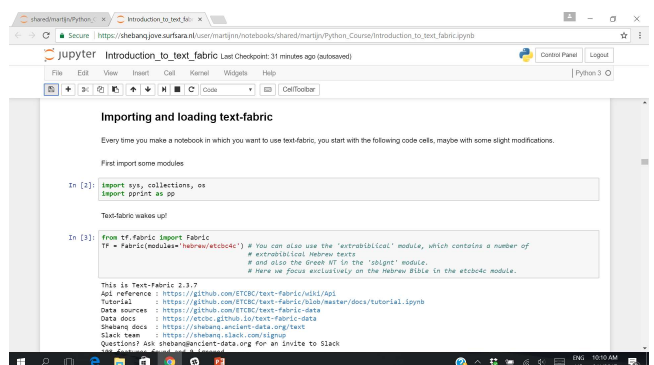 shared/martijn/Python_C
Introduction_to_text_fabr
Secure | https://shebang.jove.surfsara.nl/user/martijnn/notebooks/shared/martijn/Python_Course/Introduction_to_text_fabric.ipynb
jupyter Introduction_to_text_fabric Last Checkpoint: 31 minutes ago (autosaved)
Control Panel Logout
File Edit View Insert Cell Kernel Widgets Help
Python 3
Code CellToolbar
Importing and loading text-fabric
Every time you make a notebook in which you want to use text-fabric, you start with the following code cells, maybe with some slight modifications.
First import some modules
In [2]: import sys, collections, os
import pprint as pp
Text-fabric wakes up!
In [3]: from tf.fabric import Fabric
TF = Fabric(modules='hebrew/etcbc4c') # You can also use the 'extrabiblical' module, which contains a number of
# extrabiblical Hebrew texts
# and also the Greek NT in the 'sblgnt' module.
# Here we focus exclusively on the Hebrew Bible in the etcbc4c module.
This is Text-Fabric 2.3.7
Api reference : https://github.com/ETCBC/text-fabric/wiki/Api
Tutorial : https://github.com/ETCBC/text-fabric/blob/master/docs/tutorial.ipynb
Data sources : https://github.com/ETCBC/text-fabric-data
Data docs : https://etcbc.github.io/text-fabric-data
Shebanq docs : https://shebanq.ancient-data.org/text
Slack team : https://shebanq.slack.com/signup
Questions? Ask shebanq@ancient-data.org for an invite to Slack
108 features found and 0 ignored
ENG 10:10 AM